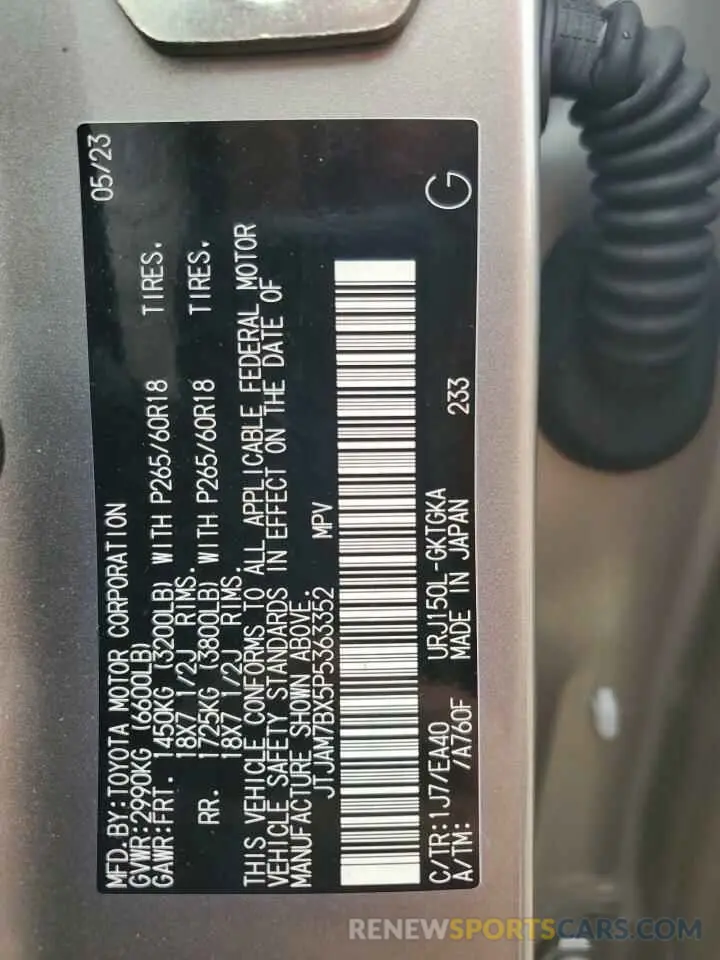 MFD.BY:TOYOTA MOTOR CORPORATION 05/23
GVWR:2990KG (6600LB)
GAWR:FRT. 1450KG (3200LB) WITH P265/60R18 TIRES.
18X7 1/2J RIMS.
RR. 1725KG (3800LB) WITH P265/60R18 TIRES.
18X7 1/2J RIMS.
THIS VEHICLE CONFORMS TO ALL APPLICABLE FEDERAL MOTOR
VEHICLE SAFETY STANDARDS IN EFFECT ON THE DATE OF
MANUFACTURE SHOWN ABOVE.
JTJAM7BX5P5363352 MPV
C/TR:1J7/EA40 URJ150L-GKTGKA 233 G
A/TM: /A760F MADE IN JAPAN
RENEWSPORTSCARS.COM